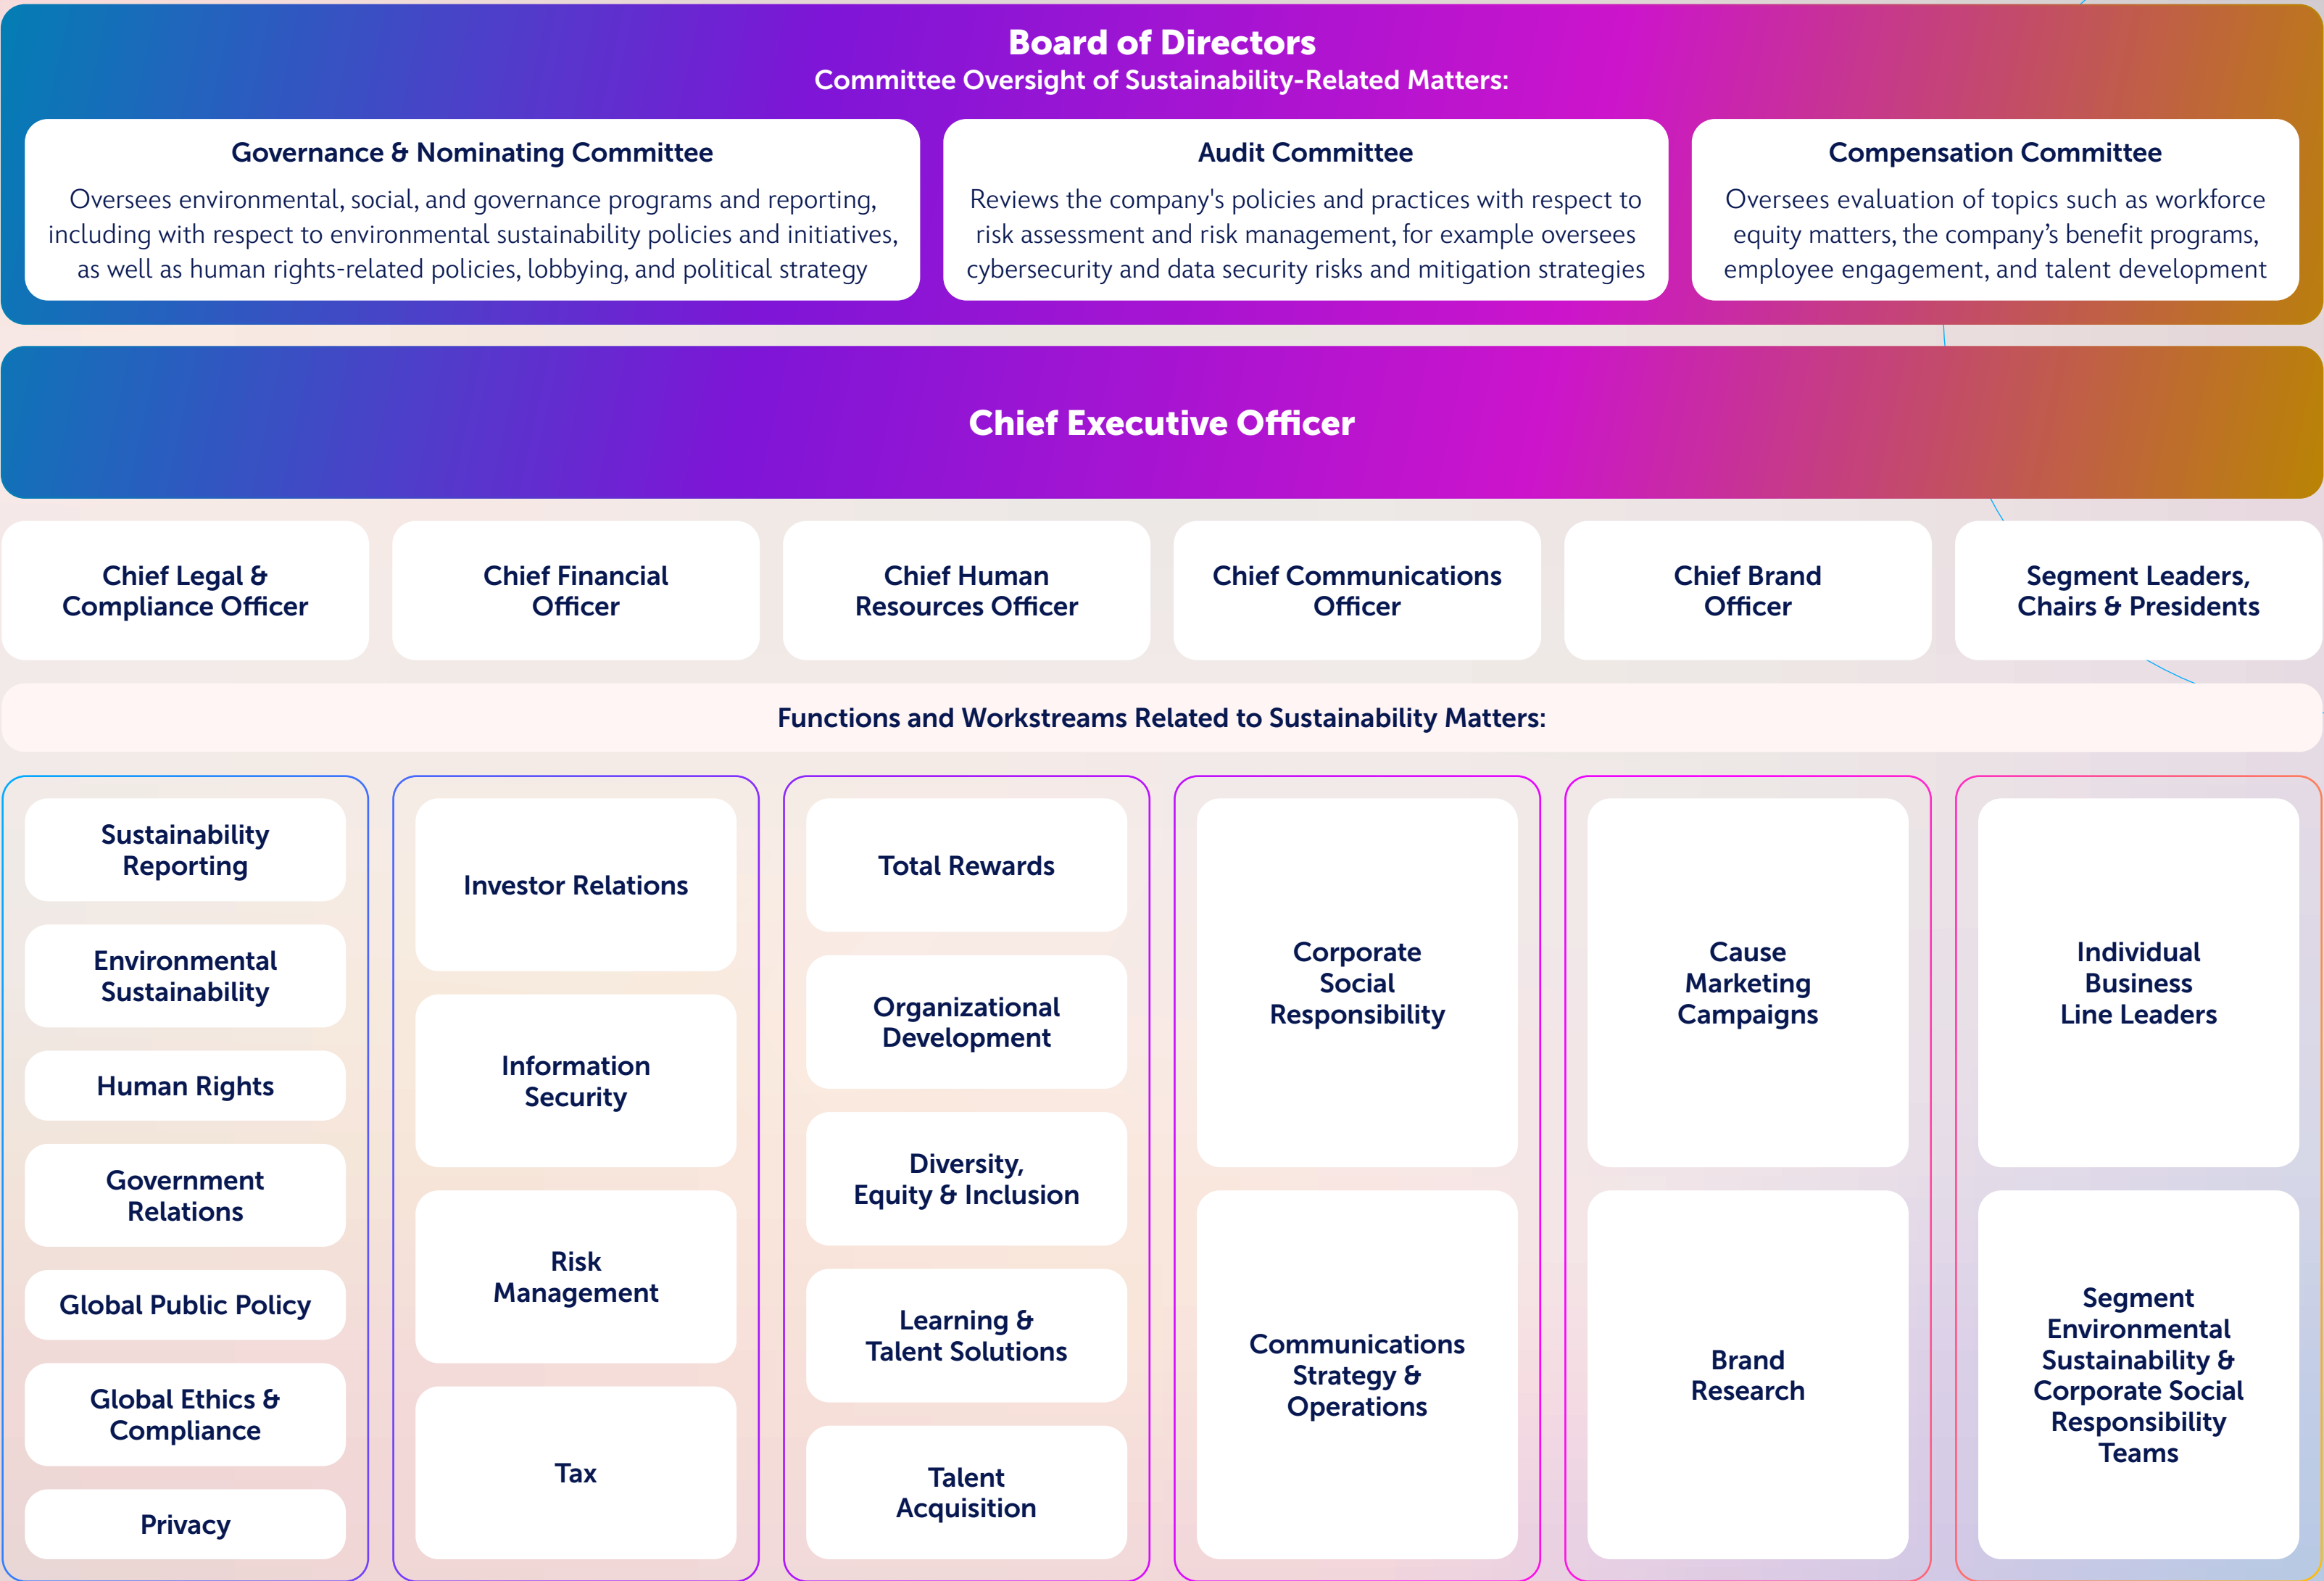 Board of Directors
Committee Oversight of Sustainability-Related Matters:
Governance & Nominating Committee
Oversees environmental, social, and governance programs and reporting,
including with respect to environmental sustainability policies and initiatives,
as well as human rights-related policies, lobbying, and political strategy
Audit Committee
Reviews the company's policies and practices with respect to
risk assessment and risk management, for example oversees
cybersecurity and data security risks and mitigation strategies
Compensation Committee
Oversees evaluation of topics such as workforce
equity matters, the company’s benefit programs,
employee engagement, and talent development
Chief Executive Officer
Chief Legal &
Compliance Officer
Chief Financial
Officer
Chief Human
Resources Officer
Chief Communications
Officer
Chief Brand
Officer
Segment Leaders,
Chairs & Presidents
Functions and Workstreams Related to Sustainability Matters:
Sustainability
Reporting
Environmental
Sustainability
Human Rights
Government
Relations
Global Public Policy
Global Ethics &
Compliance
Privacy
Investor Relations
Information
Security
Risk
Management
Tax
Total Rewards
Organizational
Development
Diversity,
Equity & Inclusion
Learning &
Talent Solutions
Talent
Acquisition
Corporate
Social
Responsibility
Communications
Strategy &
Operations
Cause
Marketing
Campaigns
Brand
Research
Individual
Business
Line Leaders
Segment
Environmental
Sustainability &
Corporate Social
Responsibility
Teams